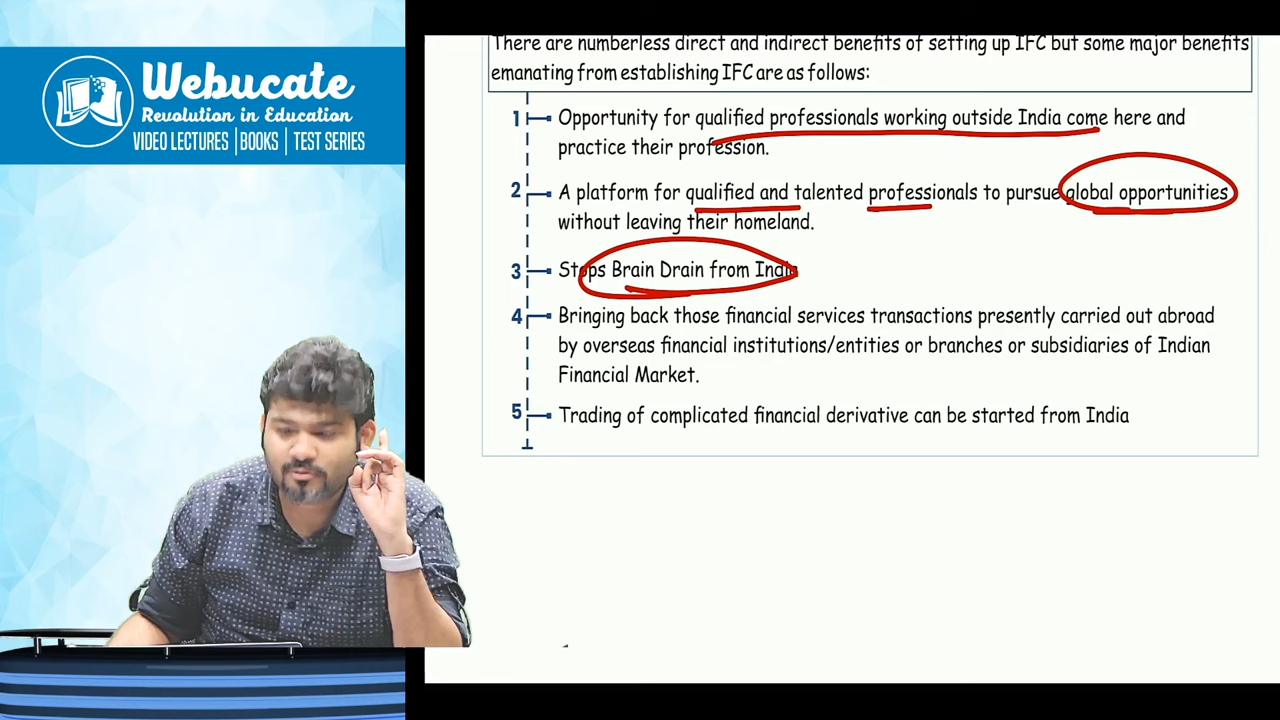 Webucate
Revolution in Education
VIDEO LECTURES | BOOKS | TEST SERIES
There are numberless direct and indirect benefits of setting up IFC but some major benefits
emanating from establishing IFC are as follows:
1 Opportunity for qualified professionals working outside India come here and
practice their profession.
2 A platform for qualified and talented professionals to pursue global opportunities
without leaving their homeland.
3 Stops Brain Drain from India
4 Bringing back those financial services transactions presently carried out abroad
by overseas financial institutions/entities or branches or subsidiaries of Indian
Financial Market.
5 Trading of complicated financial derivative can be started from India